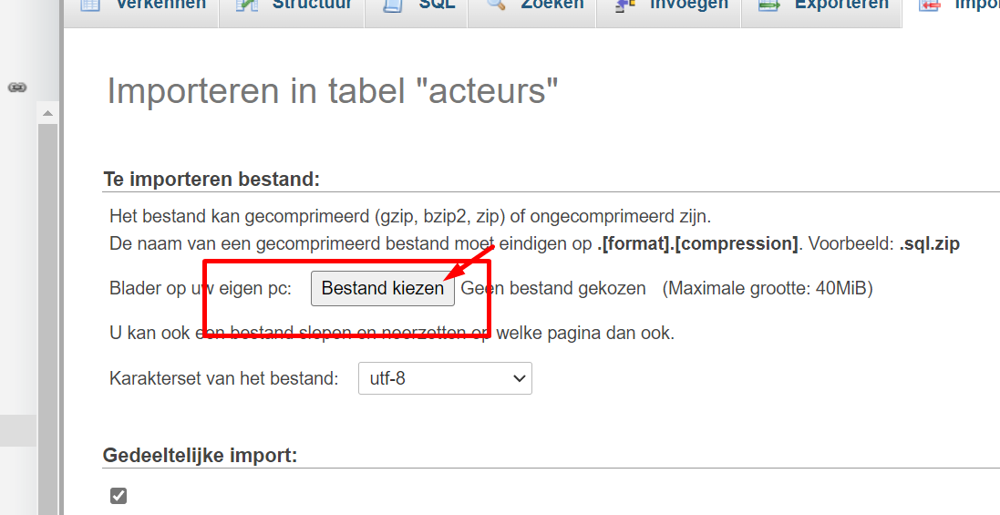 Verkennen Structuur SQL Zoeken Invoegen Exporteren
Importeren in tabel "acteurs"
Te importeren bestand:
Het bestand kan gecomprimeerd (gzip, bzip2, zip) of ongecomprimeerd zijn.
De naam van een gecomprimeerd bestand moet eindigen op .[format].[compression]. Voorbeeld: .sql.zip
Blader op uw eigen pc: Bestand kiezen Geen bestand gekozen (Maximale grootte: 40MiB)
U kan ook een bestand slepen en neerzetten op welke pagina dan ook.
Karakterset van het bestand: utf-8
Gedeeltelijke import: